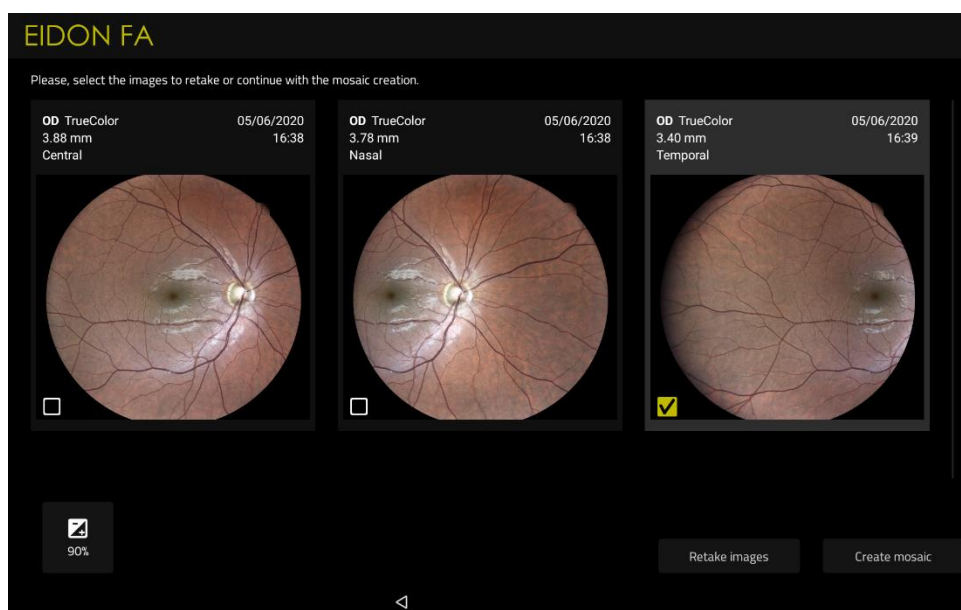 EIDON FA
Please, select the images to retake or continue with the mosaic creation.
OD TrueColor 05/06/2020
3.88 mm 16:38
Central
OD TrueColor 05/06/2020
3.78 mm 16:38
Nasal
OD TrueColor 05/06/2020
3.40 mm 16:39
Temporal
90%
Retake images
Create mosaic